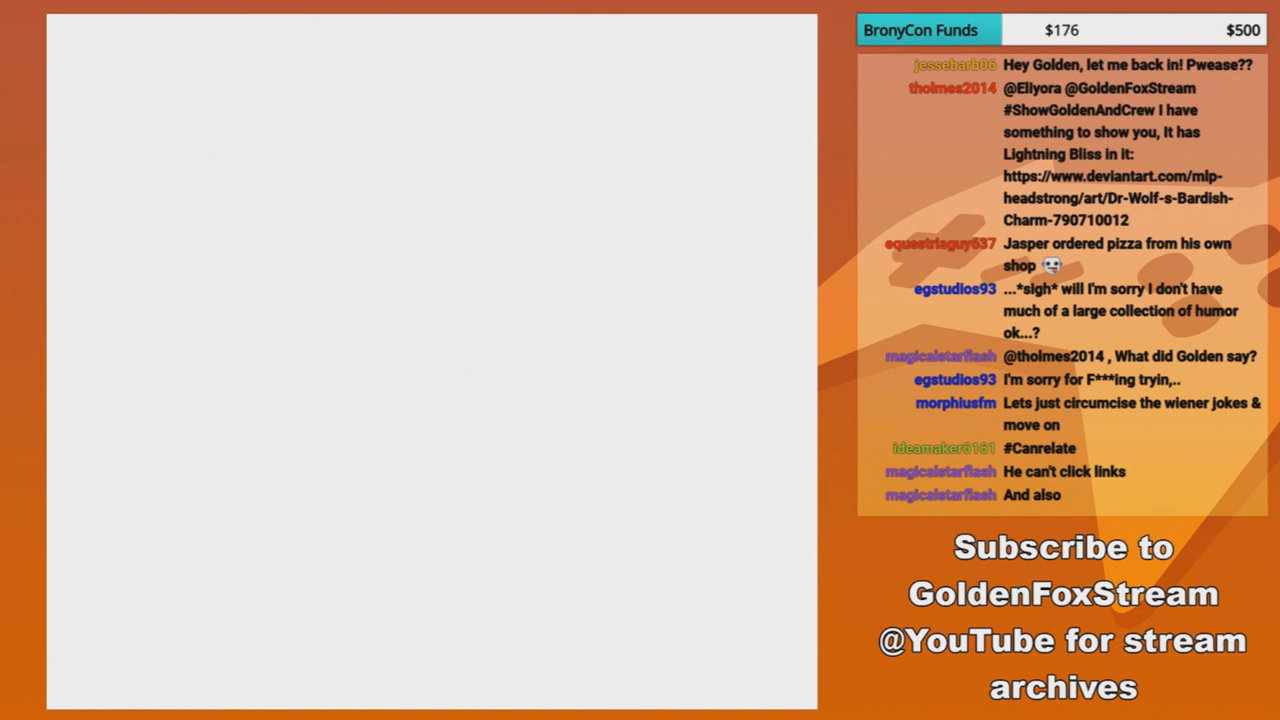 BronyCon Funds $176 $500
jessebarb06 Hey Golden, let me back in! Pwease??
tholmes2014 @Eliyora @GoldenFoxStream
#ShowGoldenAndCrew I have
something to show you, It has
Lightning Bliss in it:
https://www.deviantart.com/mlp-
headstrong/art/Dr-Wolf-s-Bardish-
Charm-790710012
equestriaguy637 Jasper ordered pizza from his own
shop
egstudios93 ...*sigh* will I'm sorry I don't have
much of a large collection of humor
ok...?
magicalstarflash @tholmes2014 , What did Golden say?
egstudios93 I'm sorry for F***ing tryin,..
morphiusfm Lets just circumcise the wiener jokes &
move on
ideamaker6161 #Canrelate
magicalstarflash He can't click links
magicalstarflash And also
Subscribe to
GoldenFoxStream
@YouTube for stream
archives